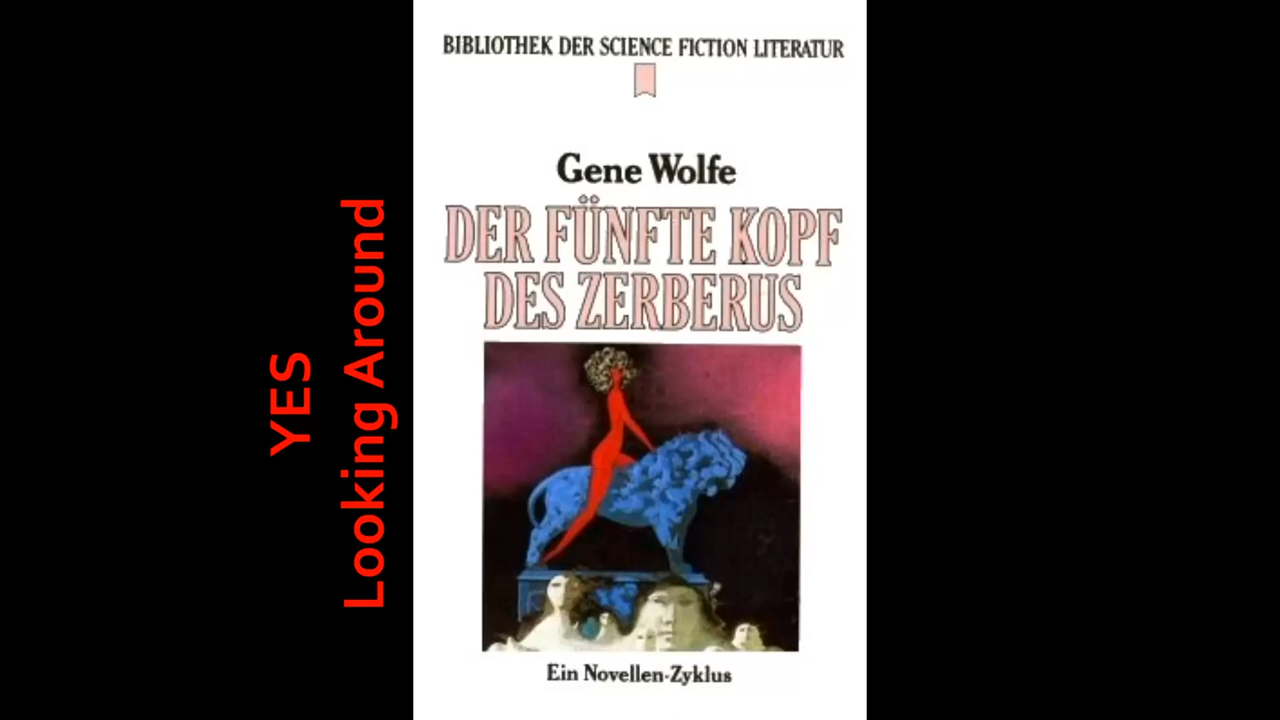 YES
Looking Around
BIBLIOTHEK DER SCIENCE FICTION LITERATUR
Gene Wolfe
DER FÜNFTE KOPF
DES ZERBERUS
Ein Novellen-Zyklus